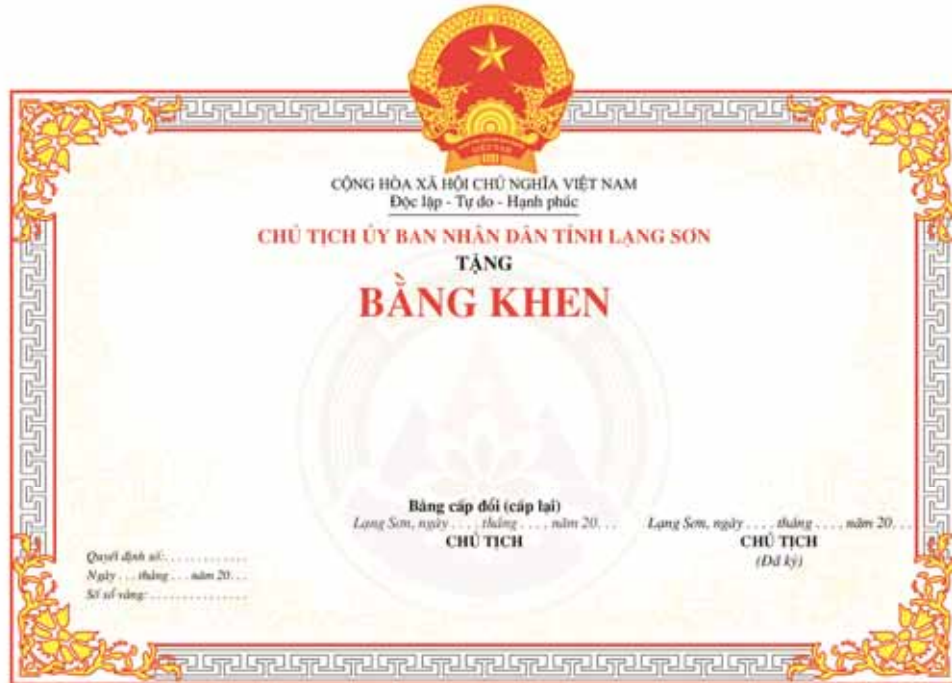 VIỆT NAM
CỘNG HÒA XÃ HỘI CHỦ NGHĨA VIỆT NAM
Độc lập - Tự do - Hạnh phúc
CHỦ TỊCH ỦY BAN NHÂN DÂN TỈNH LẠNG SƠN
TẶNG
BẰNG KHEN
Bằng cấp đổi (cấp lại)
Lạng Sơn, ngày . . . . tháng . . . . năm 20. . .
CHỦ TỊCH
Lạng Sơn, ngày . . . . tháng . . . . năm 20. . .
CHỦ TỊCH
(Đã ký)
Quyết định số:. . . . . . . . . . . . .
Ngày . . . tháng . . . năm 20. . .
Số sổ vàng: . . . . . . . . . . . . . . . .